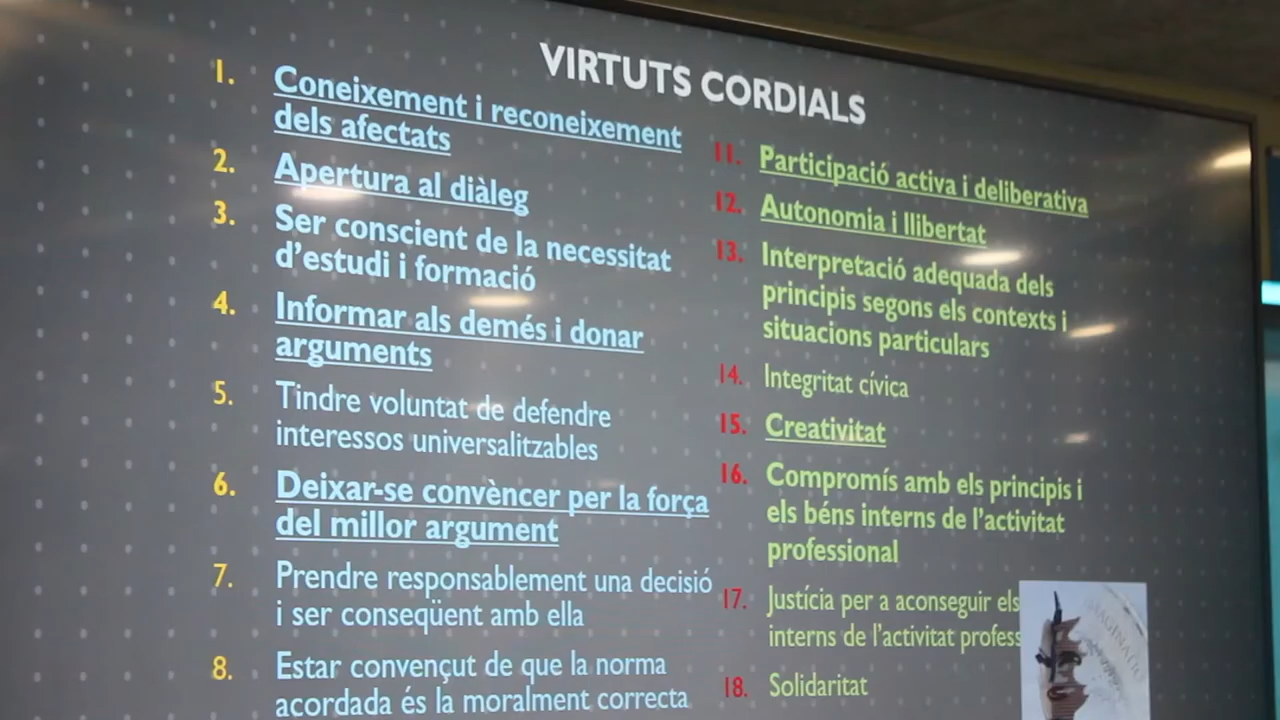 VIRTUTS CORDIALS
1. Coneixement i reconeixement
dels afectats
2. Apertura al diàleg
3. Ser conscient de la necessitat
d'estudi i formació
4. Informar als demés i donar
arguments
5. Tindre voluntat de defendre
interessos universalitzables
6. Deixar-se convèncer per la força
del millor argument
7. Prendre responsablement una decisió
i ser conseqüent amb ella
8. Estar convençut de que la norma
acordada és la moralment correcta
11. Participació activa i deliberativa
12. Autonomia i llibertat
13. Interpretació adequada dels
principis segons els contexts i
situacions particulars
14. Integritat cívica
15. Creativitat
16. Compromís amb els principis i
els béns interns de l'activitat
professional
17. Justícia per a aconseguir els
interns de l'activitat profess
18. Solidaritat